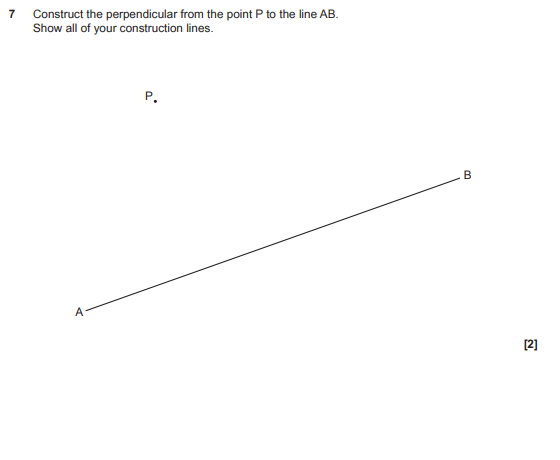 7 Construct the perpendicular from the point P to the line AB.
Show all of your construction lines.
P
B
A
[2]